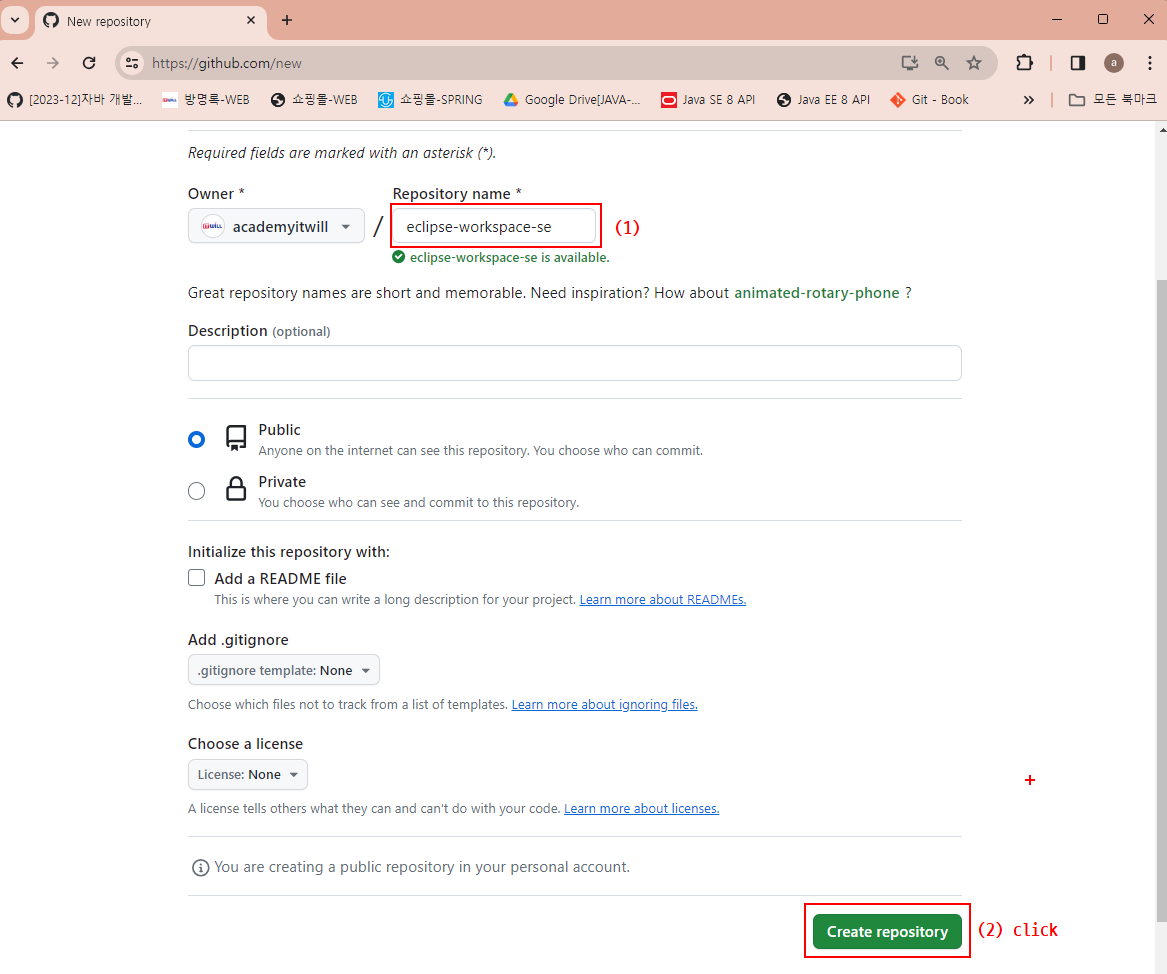 New repository
https://github.com/new
a
[2023-12]자바 개발... 방명록-WEB 쇼핑몰-WEB 쇼핑몰-SPRING Google Drive[JAVA-... Java SE 8 API Java EE 8 API Git - Book » 모든 북마크
Required fields are marked with an asterisk (*).
Owner * Repository name *
ITWILL academyitwill / eclipse-workspace-se (1)
eclipse-workspace-se is available.
Great repository names are short and memorable. Need inspiration? How about animated-rotary-phone ?
Description (optional)
Public
Anyone on the internet can see this repository. You choose who can commit.
Private
You choose who can see and commit to this repository.
Initialize this repository with:
Add a README file
This is where you can write a long description for your project. Learn more about READMEs.
Add .gitignore
.gitignore template: None
Choose which files not to track from a list of templates. Learn more about ignoring files.
Choose a license
License: None
A license tells others what they can and can't do with your code. Learn more about licenses.
You are creating a public repository in your personal account.
Create repository (2) click